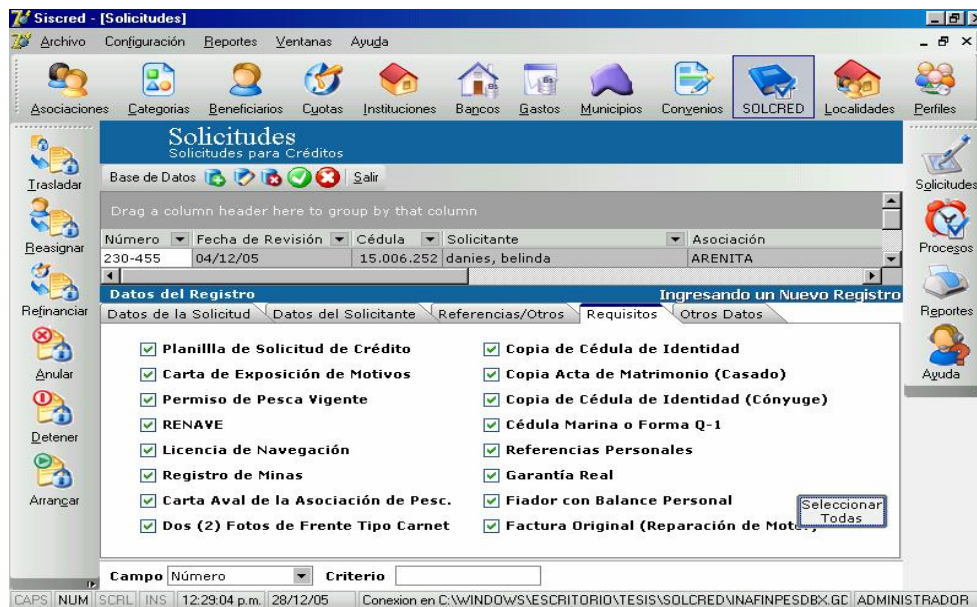 Siscred - [Solicitudes]
Archivo Configuración Reportes Ventanas Ayuda
Asociaciones Categorias Beneficiarios Cuotas Instituciones Bancos Gastos Municipios Convenios SOLCRED Localidades Perfiles
Solicitudes
Solicitudes para Créditos
Base de Datos Salir
Drag a column header here to group by that column
Número Fecha de Revisión Cédula Solicitante Asociación
230-455 04/12/05 15.006.252 danies, belinda ARENITA
Datos del Registro Ingresando un Nuevo Registro
Datos de la Solicitud Datos del Solicitante Referencias/Otros Requisitos Otros Datos
Planillla de Solicitud de Crédito
Carta de Exposición de Motivos
Permiso de Pesca Vigente
RENAVE
Licencia de Navegación
Registro de Minas
Carta Aval de la Asociación de Pesc.
Dos (2) Fotos de Frente Tipo Carnet
Copia de Cédula de Identidad
Copia Acta de Matrimonio (Casado)
Copia de Cédula de Identidad (Cónyuge)
Cédula Marina o Forma Q-1
Referencias Personales
Garantía Real
Fiador con Balance Personal
Factura Original (Reparación de Motor)
Seleccionar
Todas
Campo Número Criterio
Trasladar
Reasignar
Refinanciar
Anular
Detener
Arrancar
Solicitudes
Procesos
Reportes
Ayuda
CAPS NUM SCRL INS 12:29:04 p.m. 28/12/05 Conexion en C:\WINDOWS\ESCRITORIO\TESIS\SOLCRED\INAFINPESDBX.GD ADMINISTRADOR